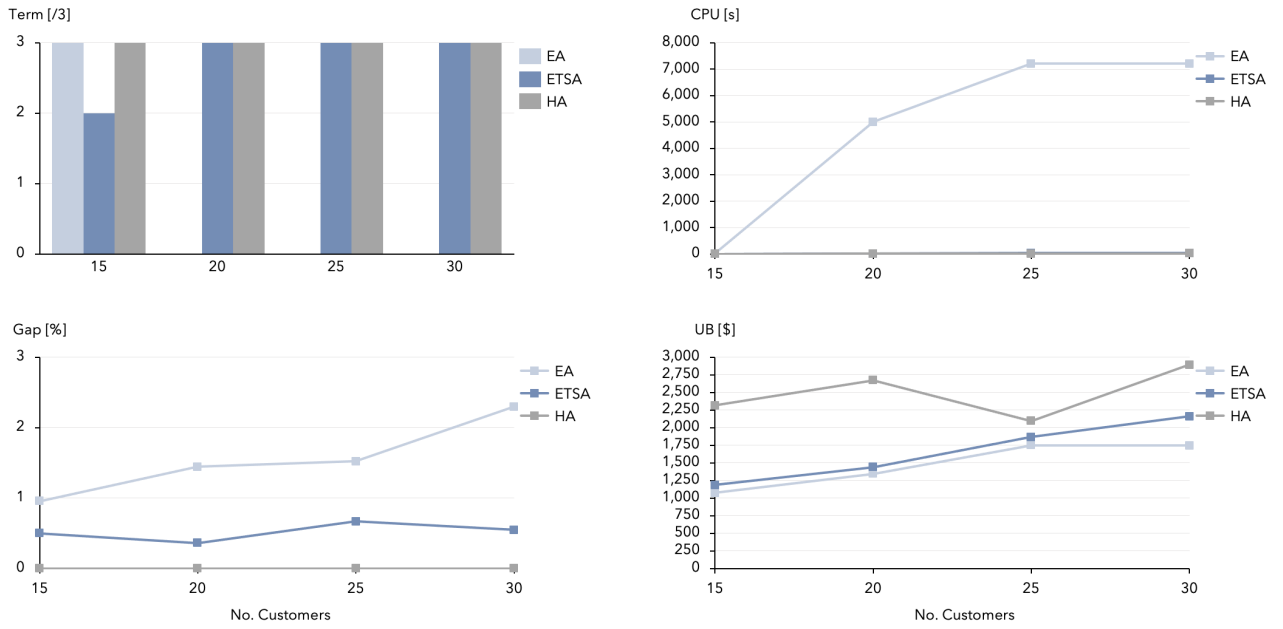 Term [/3]
3
2
1
0
15
20
25
30
EA
ETSA
HA
CPU [s]
8,000
7,000
6,000
5,000
4,000
3,000
2,000
1,000
0
15
20
25
30
EA
ETSA
HA
Gap [%]
3
2
1
0
15
20
25
30
No. Customers
EA
ETSA
HA
UB [$]
3,000
2,750
2,500
2,250
2,000
1,750
1,500
1,250
1,000
750
500
250
0
15
20
25
30
No. Customers
EA
ETSA
HA